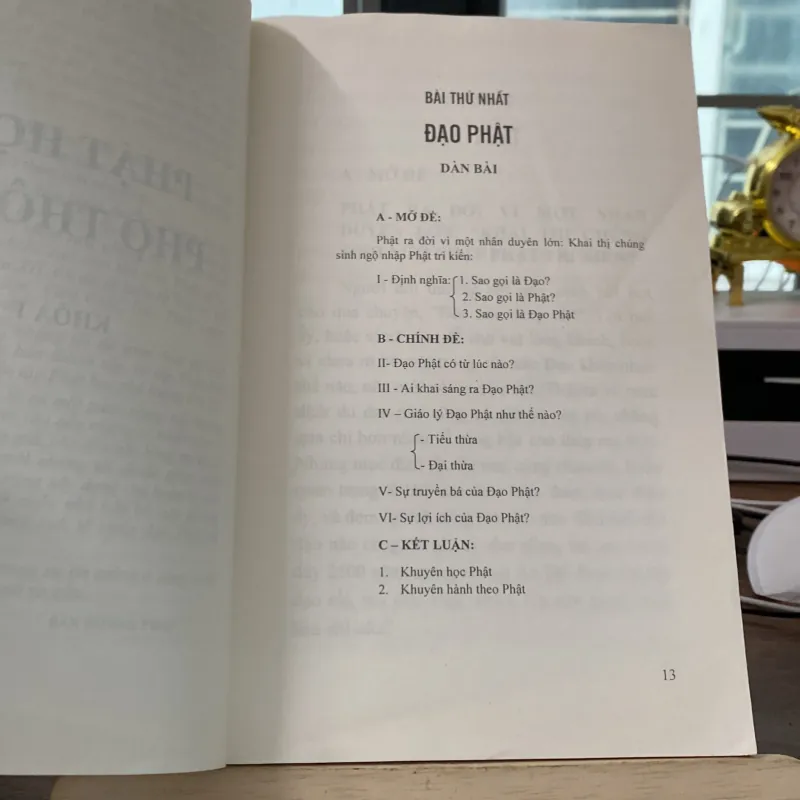 BÀI THỨ NHẤT
ĐẠO PHẬT
DÀN BÀI
A - MỞ ĐỀ:
Phật ra đời vì một nhân duyên lớn: Khai thị chúng
sinh ngộ nhập Phật tri kiến:
I - Định nghĩa: 1. Sao gọi là Đạo?
2. Sao gọi là Phật?
3. Sao gọi là Đạo Phật
B - CHÍNH ĐỀ:
II- Đạo Phật có từ lúc nào?
III - Ai khai sáng ra Đạo Phật?
IV – Giáo lý Đạo Phật như thế nào?
- Tiểu thừa
- Đại thừa
V- Sự truyền bá của Đạo Phật?
VI- Sự lợi ích của Đạo Phật?
C – KẾT LUẬN:
1. Khuyên học Phật
2. Khuyên hành theo Phật
13